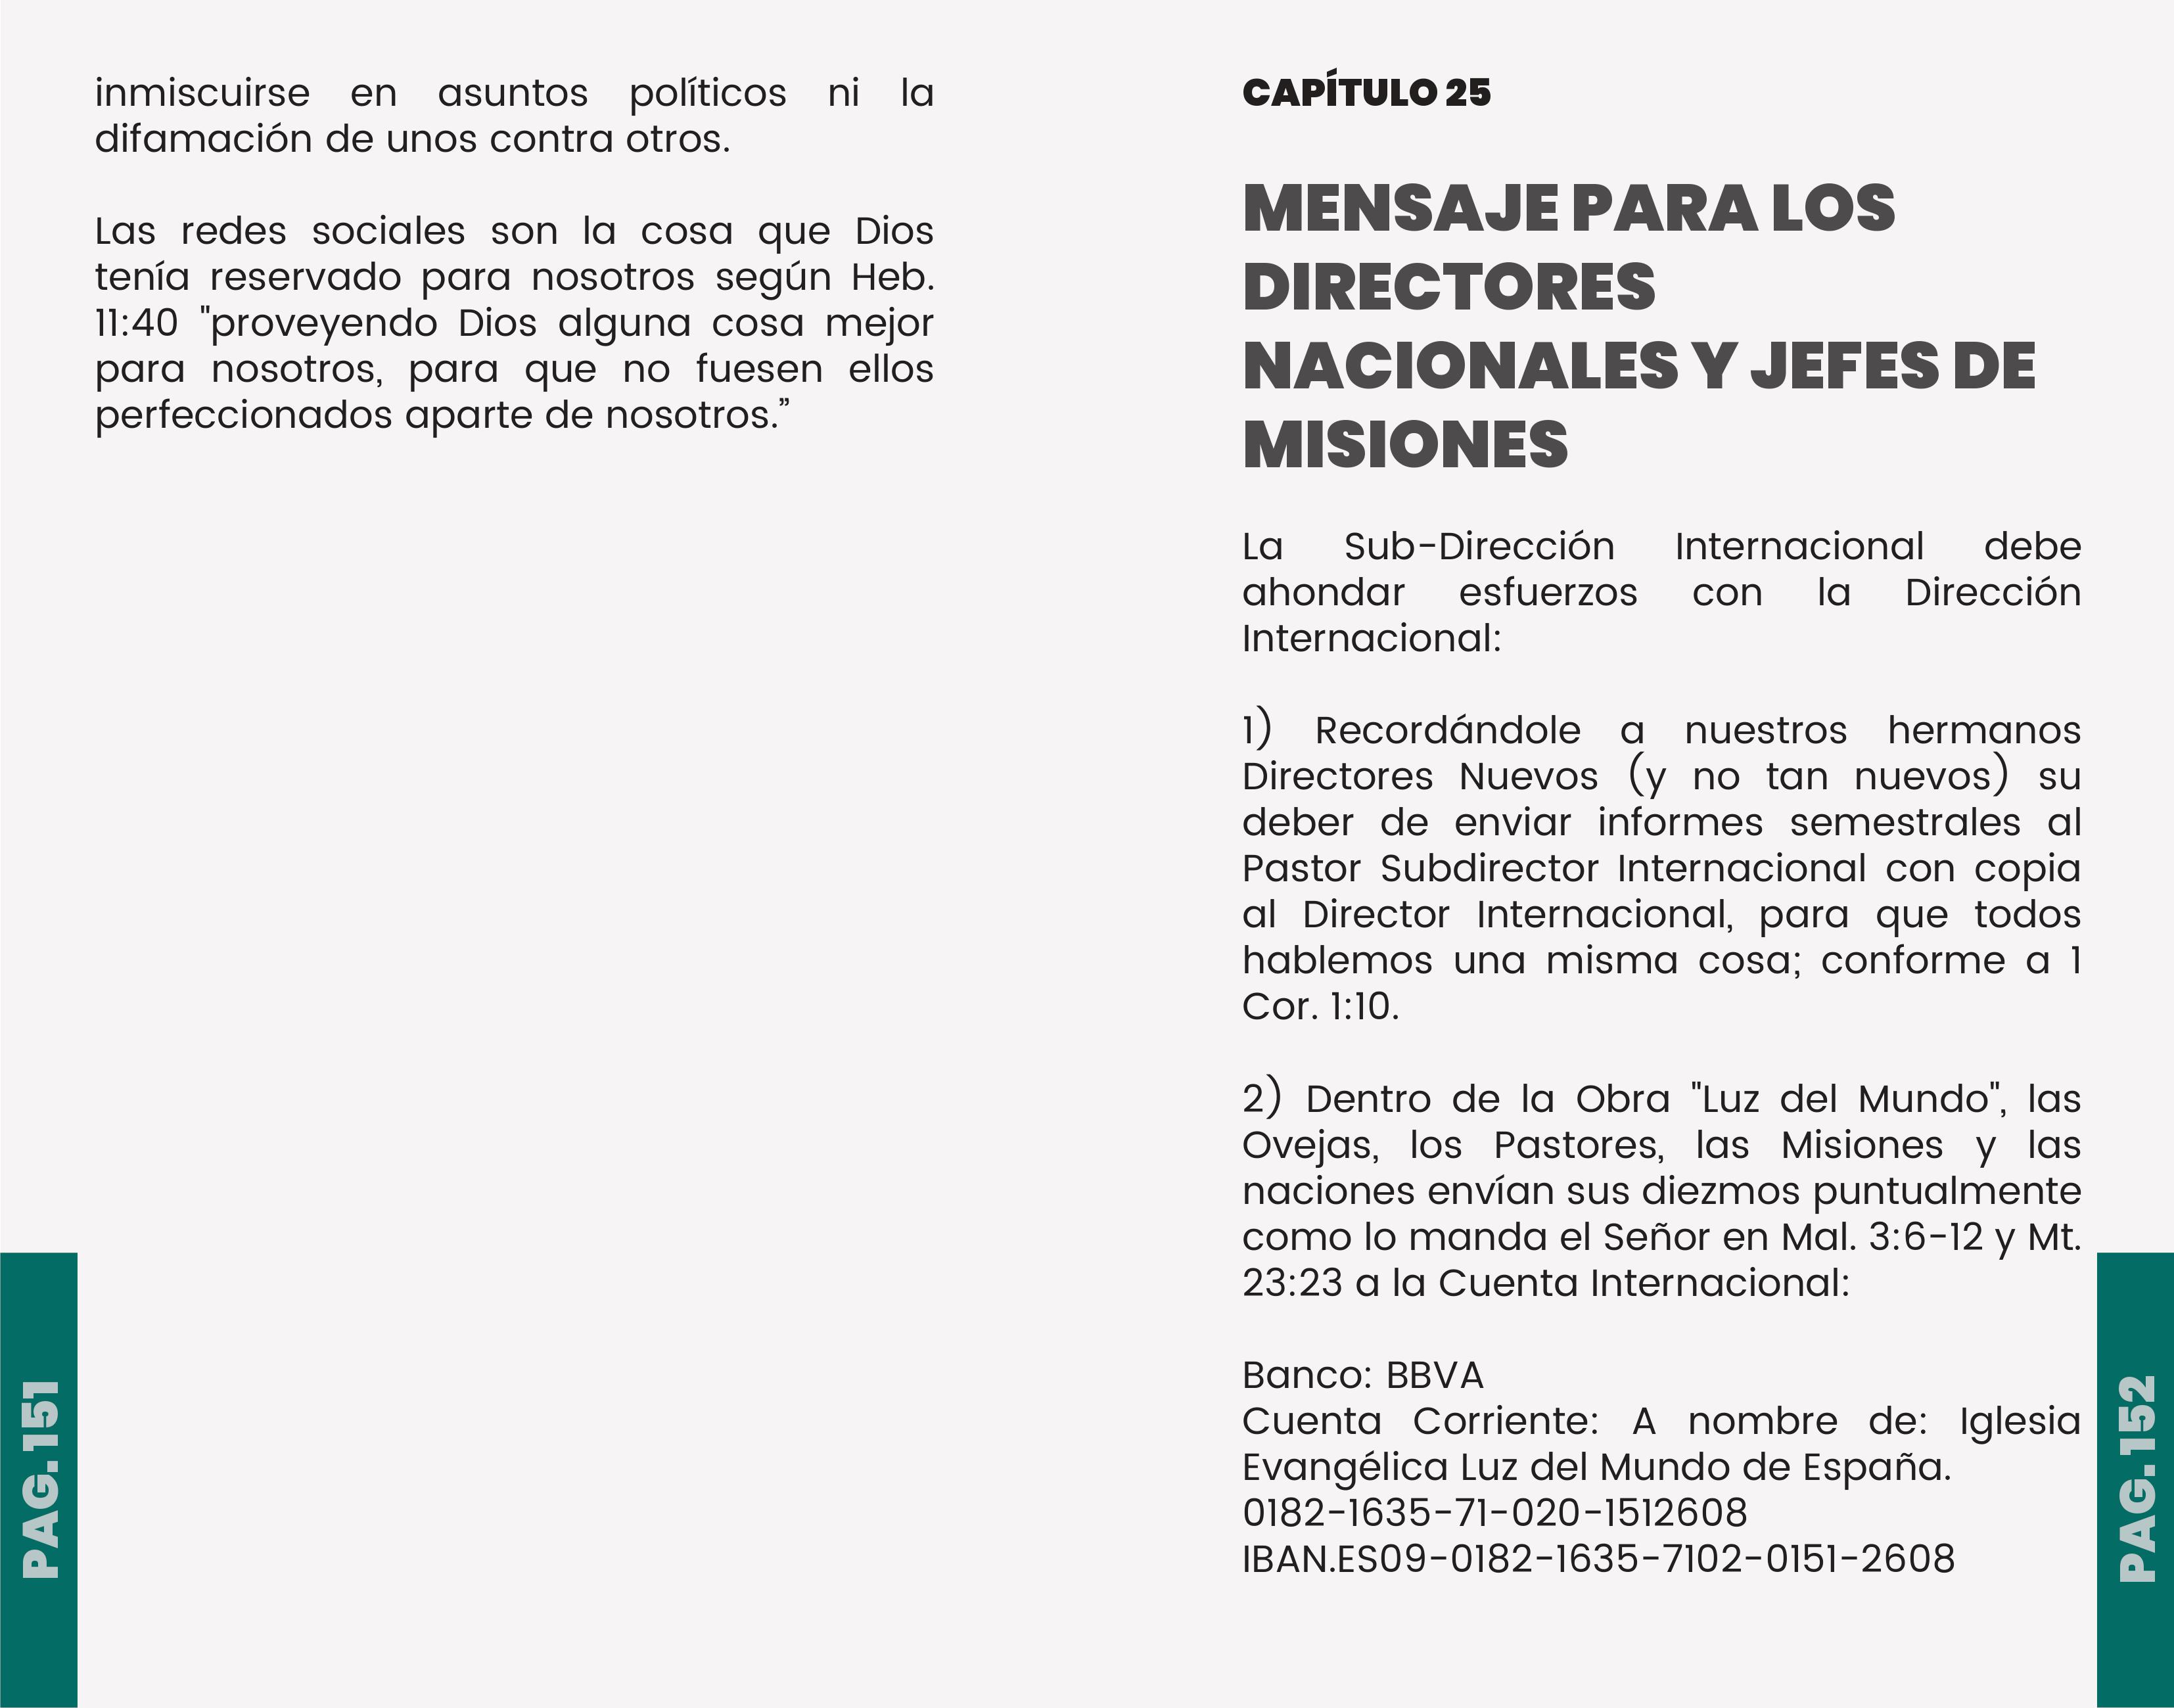 inmiscuirse en asuntos políticos ni la
difamación de unos contra otros.
Las redes sociales son la cosa que Dios
tenía reservado para nosotros según Heb.
11:40 "proveyendo Dios alguna cosa mejor
para nosotros, para que no fuesen ellos
perfeccionados aparte de nosotros.”
PAG. 151
CAPÍTULO 25
MENSAJE PARA LOS
DIRECTORES
NACIONALES Y JEFES DE
MISIONES
La Sub-Dirección Internacional debe
ahondar esfuerzos con la Dirección
Internacional:
1) Recordándole a nuestros hermanos
Directores Nuevos (y no tan nuevos) su
deber de enviar informes semestrales al
Pastor Subdirector Internacional con copia
al Director Internacional, para que todos
hablemos una misma cosa; conforme a 1
Cor. 1:10.
2) Dentro de la Obra "Luz del Mundo", las
Ovejas, los Pastores, las Misiones y las
naciones envían sus diezmos puntualmente
como lo manda el Señor en Mal. 3:6-12 y Mt.
23:23 a la Cuenta Internacional:
Banco: BBVA
Cuenta Corriente: A nombre de: Iglesia
Evangélica Luz del Mundo de España.
0182-1635-71-020-1512608
IBAN.ES09-0182-1635-7102-0151-2608
PAG. 152